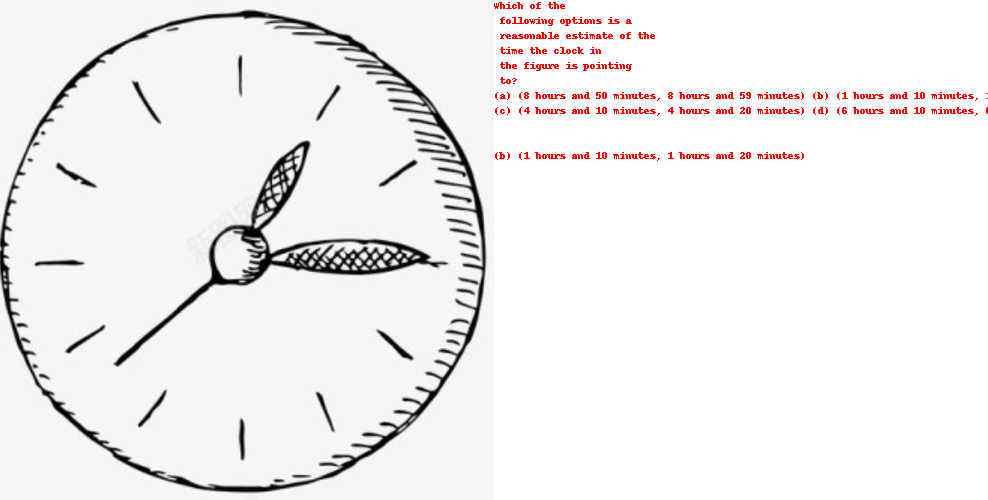 Which of the
following options is a
reasonable estimate of the
time the clock in
the figure is pointing
to?
(a) (8 hours and 50 minutes, 8 hours and 59 minutes) (b) (1 hours and 10 minutes,
(c) (4 hours and 10 minutes, 4 hours and 20 minutes) (d) (6 hours and 10 minutes,
(b) (1 hours and 10 minutes, 1 hours and 20 minutes)